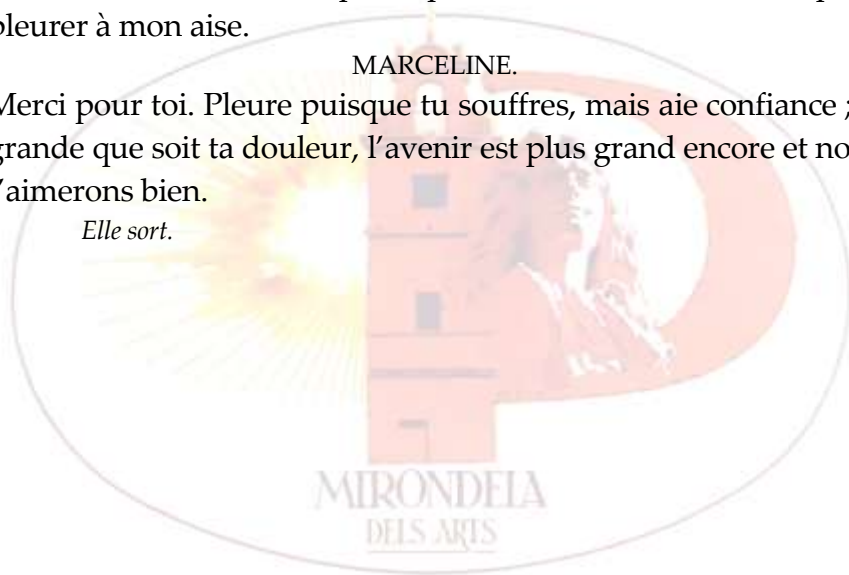 pleurer à mon aise.
MARCELINE.
Merci pour toi. Pleure puisque tu souffres, mais aie confiance ;
grande que soit ta douleur, l'avenir est plus grand encore et
t'aimerons bien.
Elle sort.
MIRONDELA
DELS ARTS